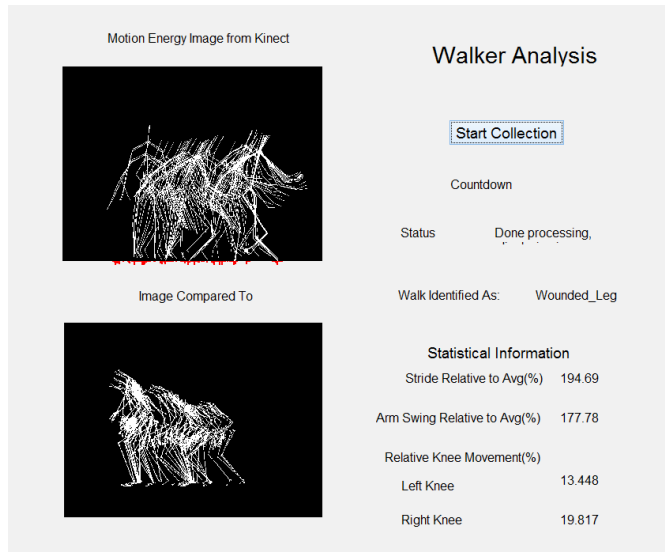 Motion Energy Image from Kinect
Walker Analysis
Start Collection
Countdown
Status Done processing,
Image Compared To
Walk Identified As: Wounded_Leg
Statistical Information
Stride Relative to Avg(%) 194.69
Arm Swing Relative to Avg(%) 177.78
Relative Knee Movement(%)
Left Knee 13.448
Right Knee 19.817